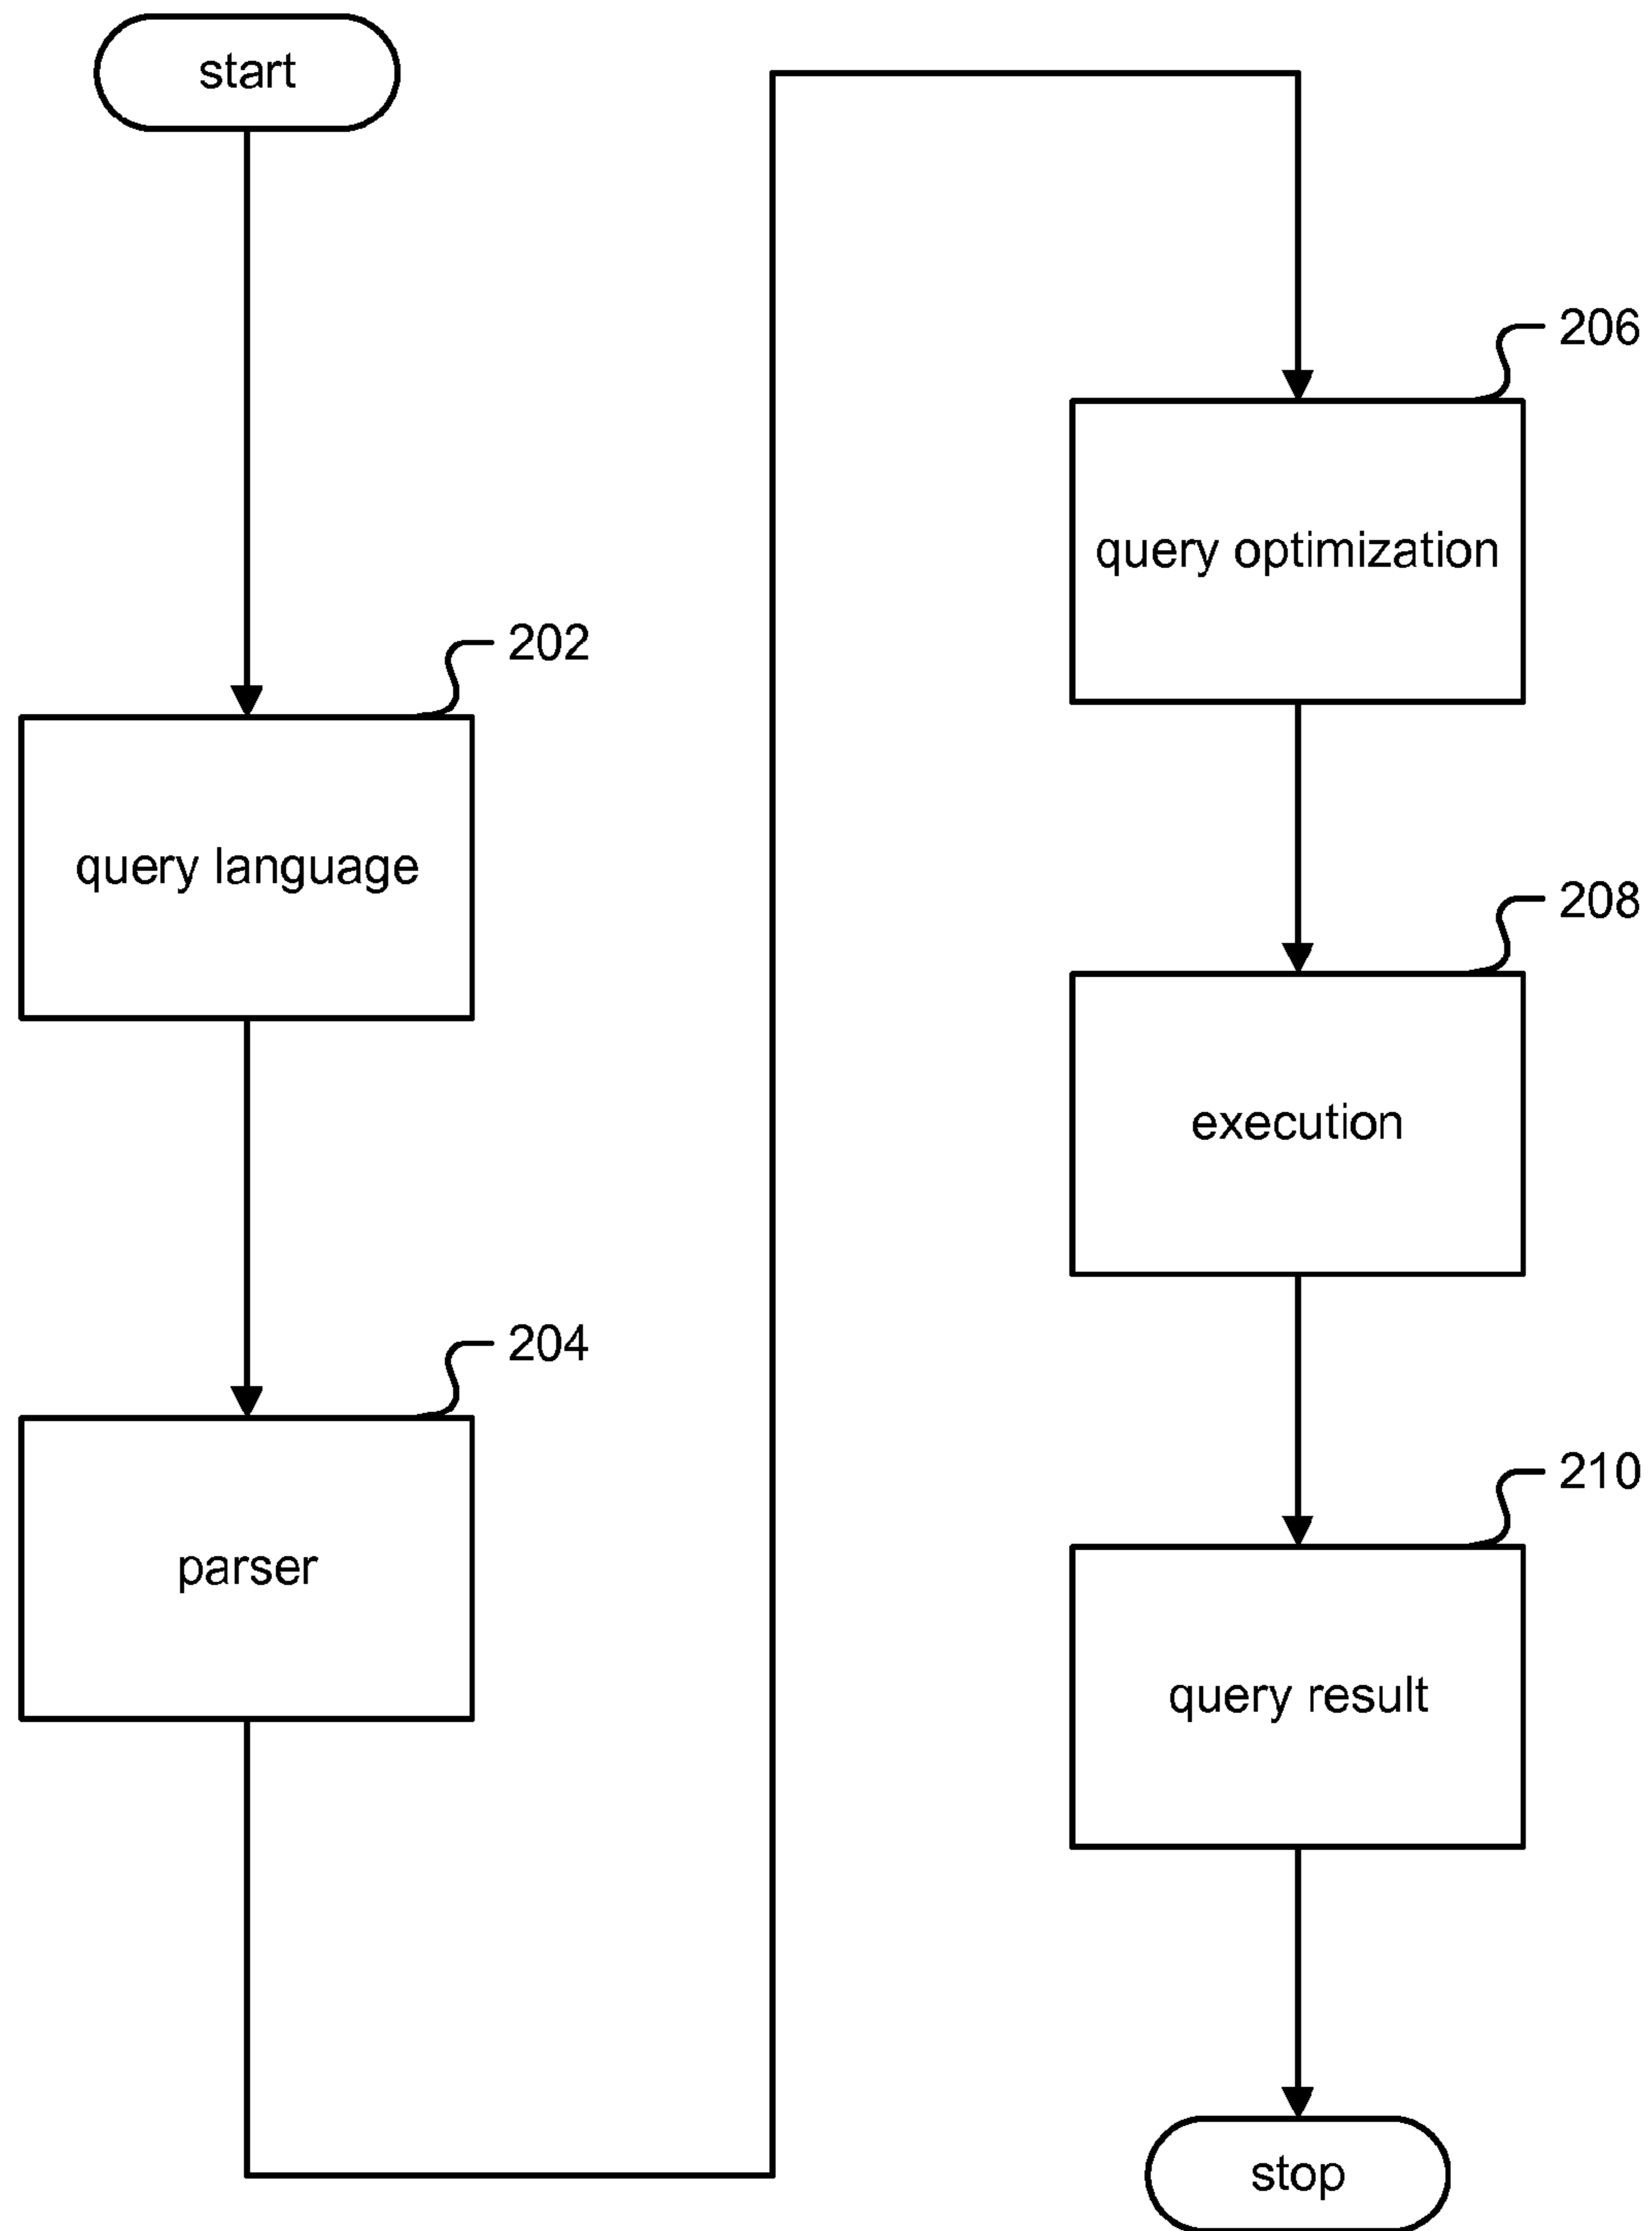 start
202
query language
204
parser
206
query optimization
208
execution
210
query result
stop